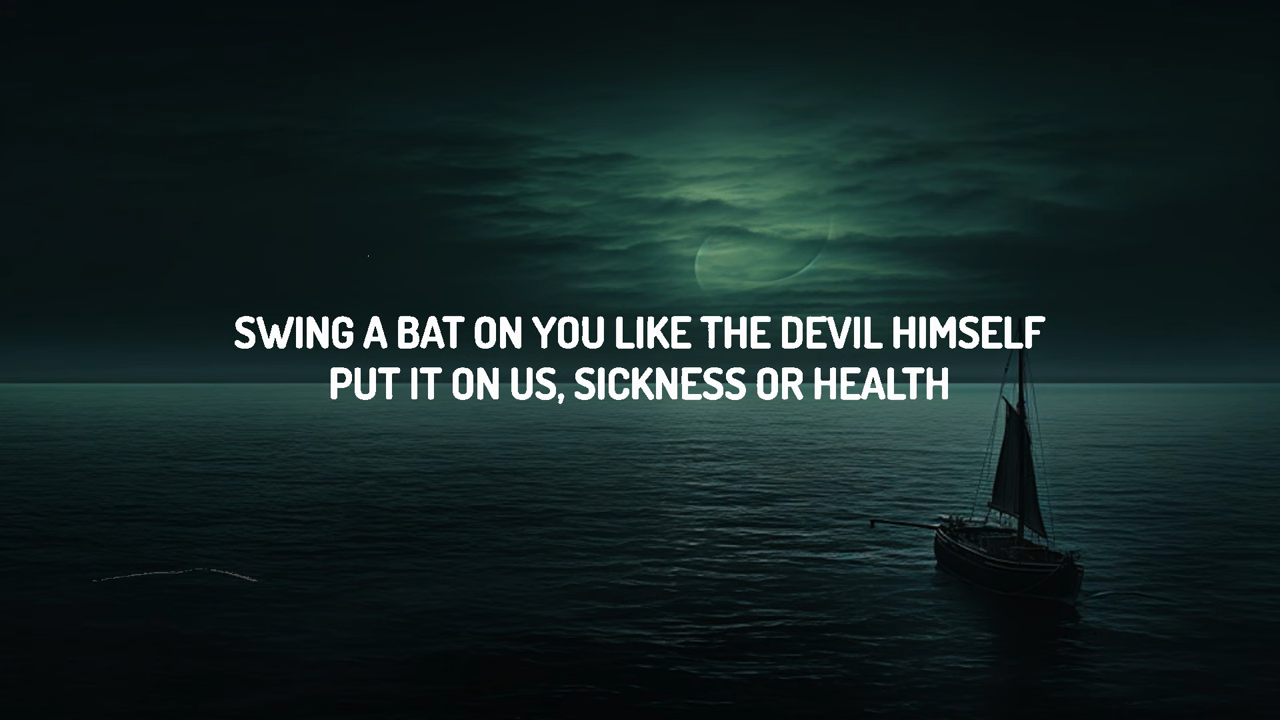 SWING A BAT ON YOU LIKE THE DEVIL HIMSELF
PUT IT ON US, SICKNESS OR HEALTH